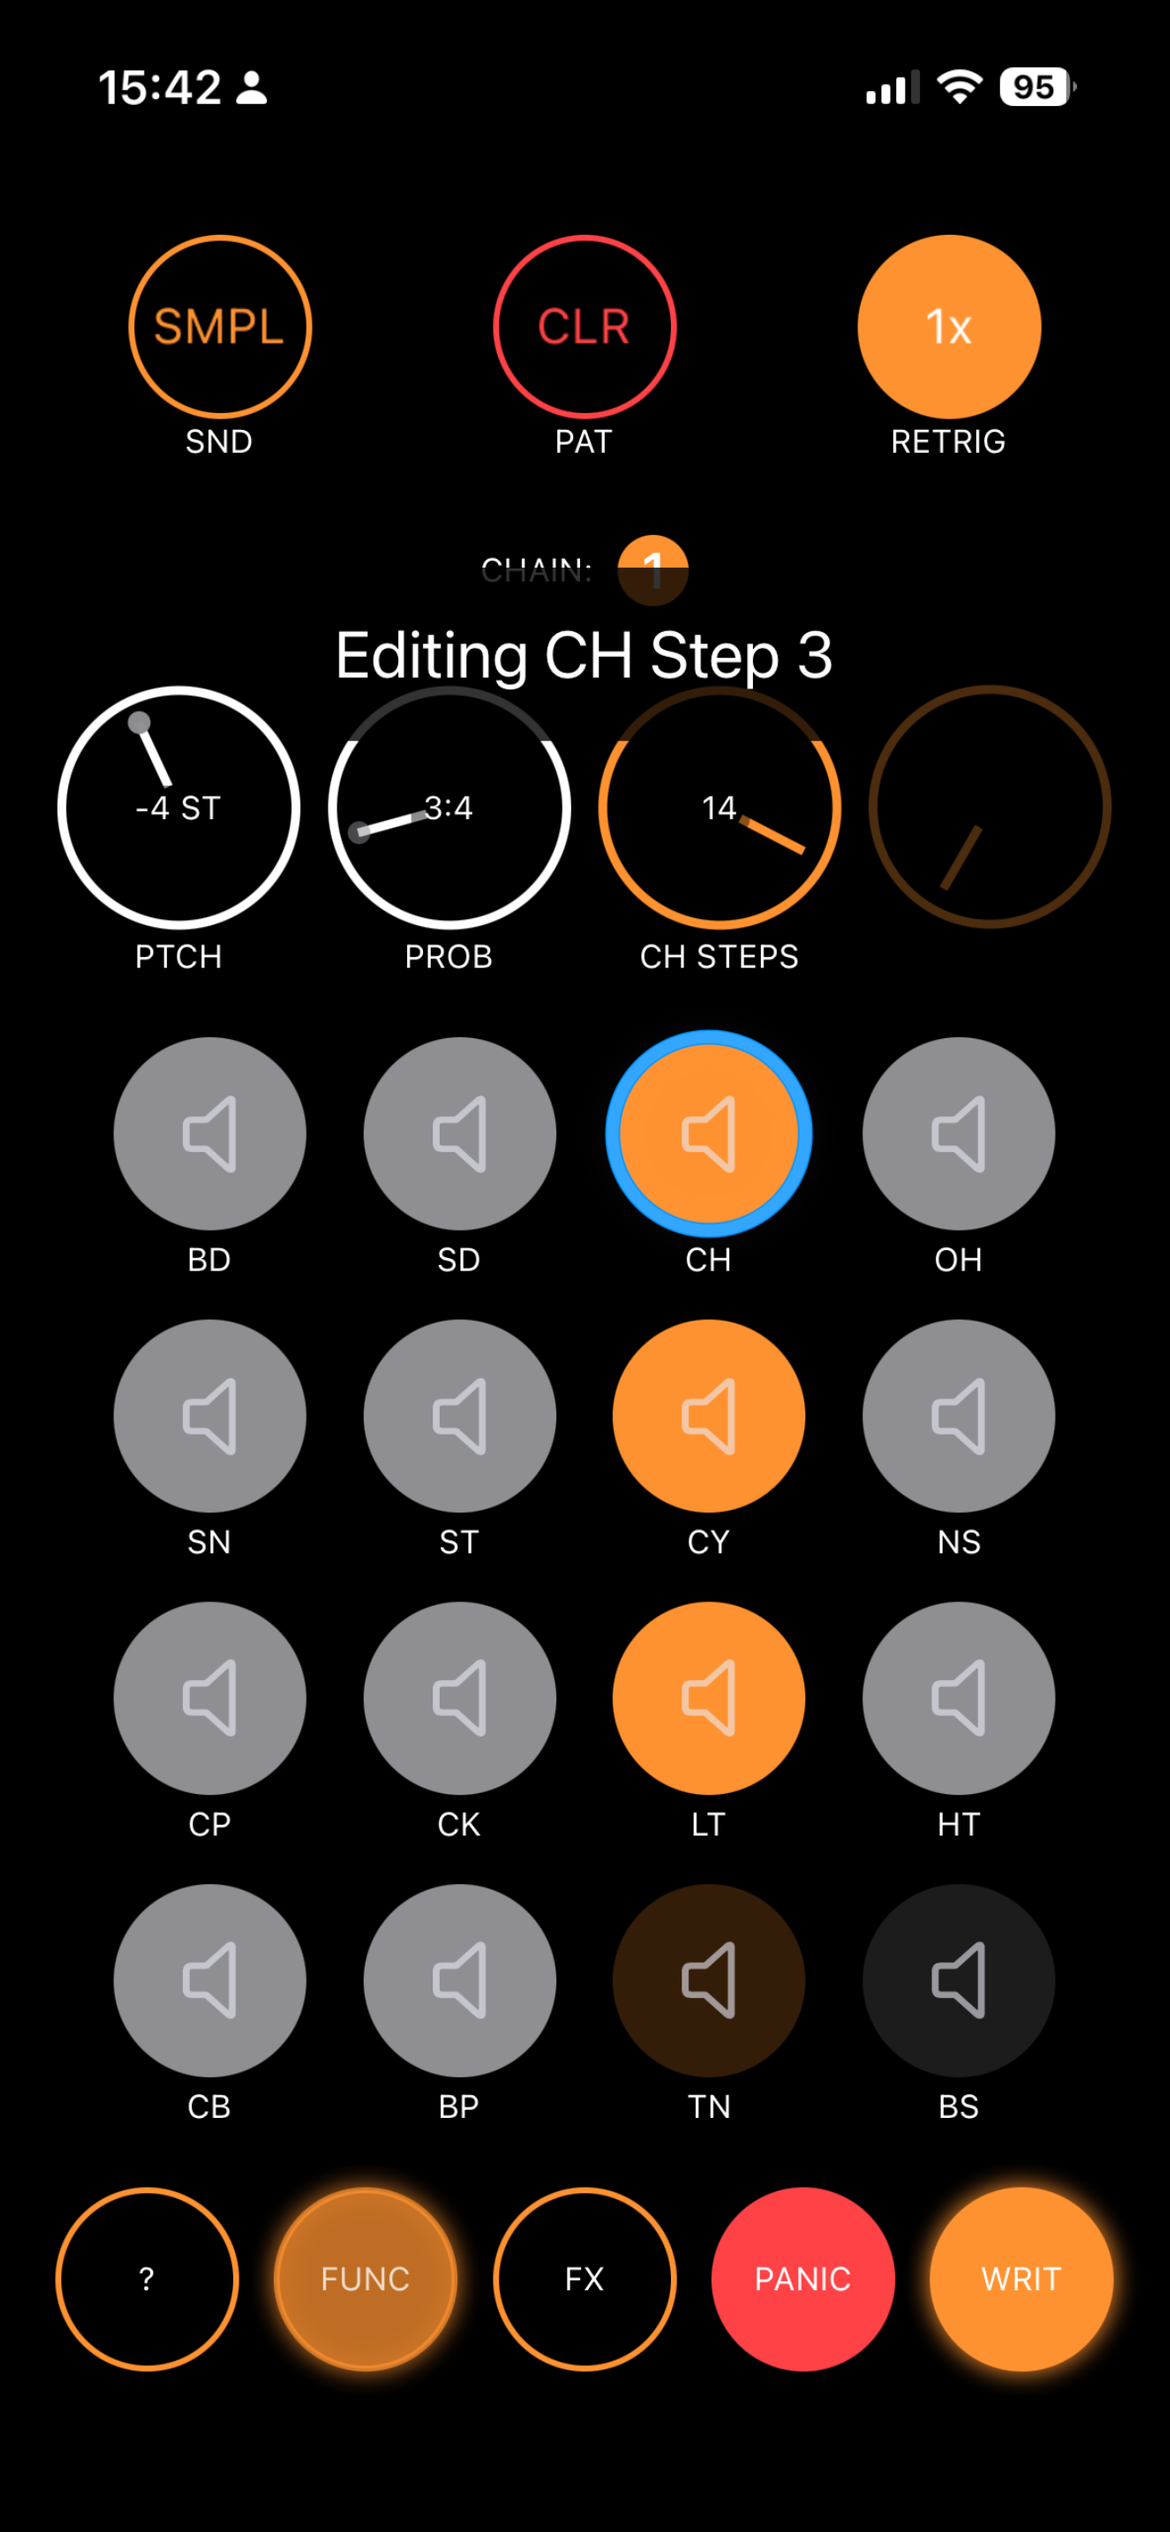 15:42
95
SMPL
CLR
1x
SND
PAT
RETRIG
CHAIN:
1
Editing CH Step 3
-4 ST
3:4
14
PTCH
PROB
CH STEPS
BD
SD
CH
OH
SN
ST
CY
NS
CP
CK
LT
HT
CB
BP
TN
BS
?
FUNC
FX
PANIC
WRIT